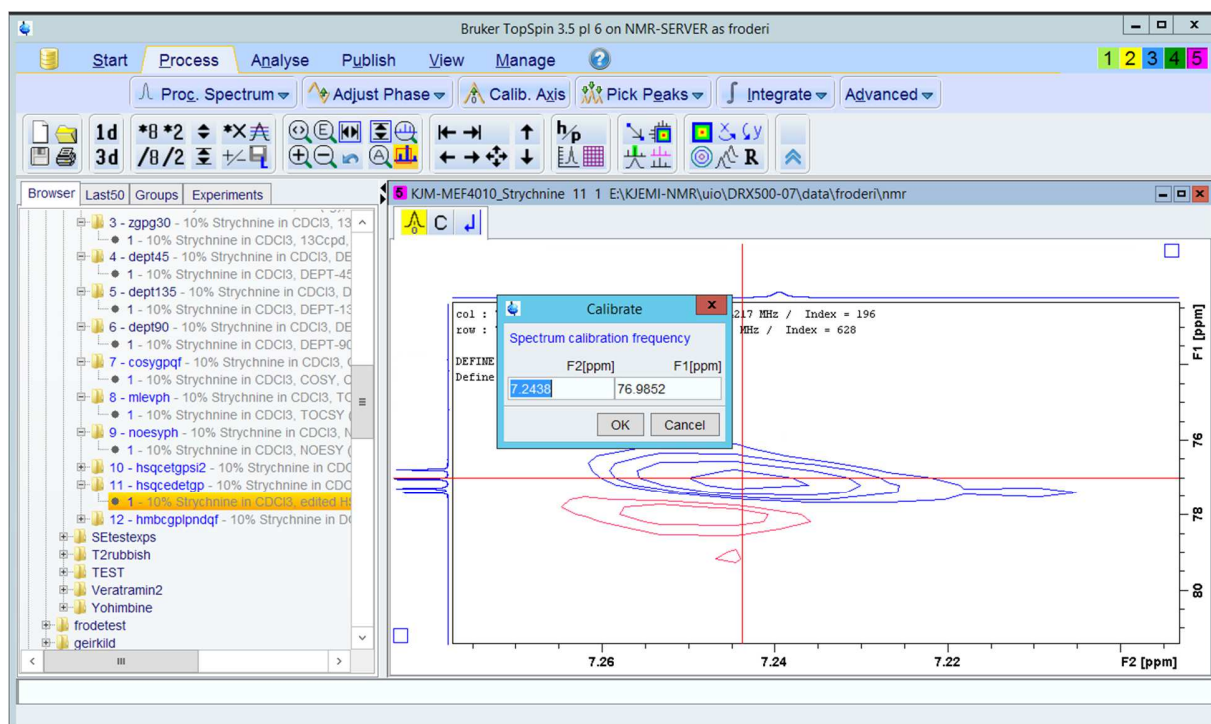 Bruker TopSpin 3.5 pl 6 on NMR-SERVER as froderi
Start Process Analyse Publish View Manage ? 1 2 3 4 5
Proc. Spectrum Adjust Phase Calib. Axis Pick Peaks Integrate Advanced
1d *8 *2 *X E h/p y
3d /8 /2 +/- L A R
Browser Last50 Groups Experiments
3 - zgpg30 - 10% Strychnine in CDCl3, 13
1 - 10% Strychnine in CDCl3, 13Ccpd,
4 - dept45 - 10% Strychnine in CDCl3, DE
1 - 10% Strychnine in CDCl3, DEPT-45
5 - dept135 - 10% Strychnine in CDCl3, D
1 - 10% Strychnine in CDCl3, DEPT-13
6 - dept90 - 10% Strychnine in CDCl3, DE
1 - 10% Strychnine in CDCl3, DEPT-90
7 - cosygpqf - 10% Strychnine in CDCl3, C
1 - 10% Strychnine in CDCl3, COSY, C
8 - mlevph - 10% Strychnine in CDCl3, TC
1 - 10% Strychnine in CDCl3, TOCSY (
9 - noesyph - 10% Strychnine in CDCl3, N
1 - 10% Strychnine in CDCl3, NOESY (
10 - hsqcetgpsi2 - 10% Strychnine in CDC
11 - hsqcedetgp - 10% Strychnine in CDCl
1 - 10% Strychnine in CDCl3, edited HS
12 - hmbcgplpndqf - 10% Strychnine in D
SEtestexps
T2rubbish
TEST
Veratramin2
Yohimbine
frodetest
geirkild
5 KJM-MEF4010_Strychnine 11 1 E:\KJEMI-NMR\uio\DRX500-07\data\froderi\nmr
0 C
col :
217 MHz / Index = 196
row :
MHz / Index = 628
DEFINE
Define
Calibrate
Spectrum calibration frequency
F2[ppm] F1[ppm]
7.2438 76.9852
OK Cancel
F1 [ppm]
76
78
80
7.26 7.24 7.22 F2 [ppm]